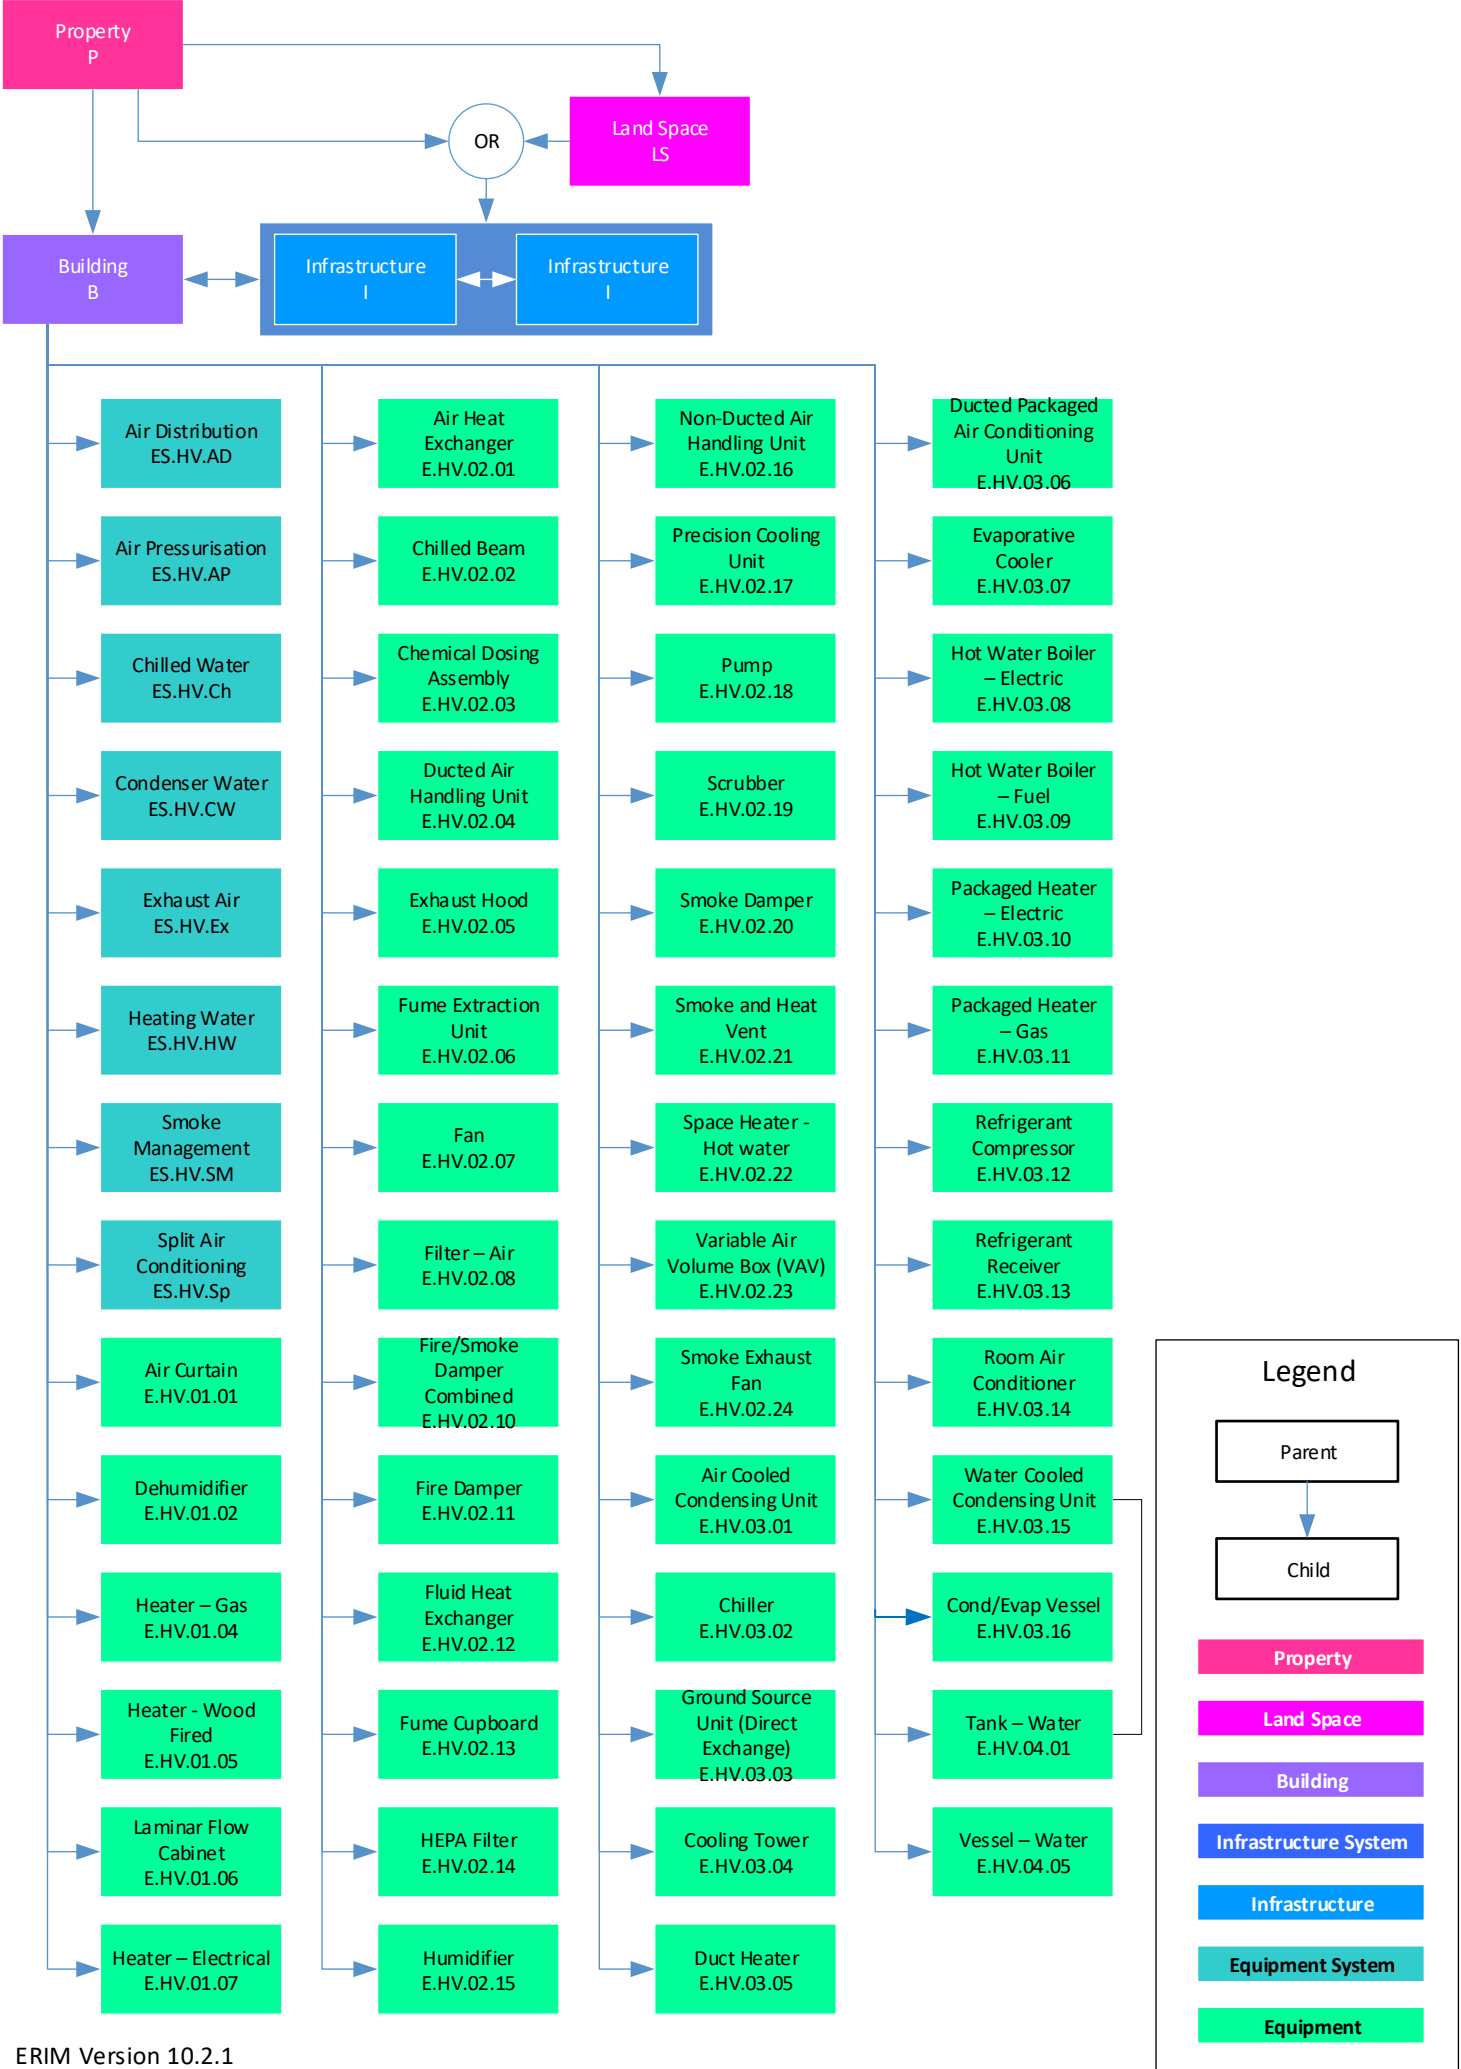 Property
P
Land Space
LS
OR
Building
B
Infrastructure
I
Infrastructure
I
Air Distribution
ES.HV.AD
Air Pressurisation
ES.HV.AP
Chilled Water
ES.HV.Ch
Condenser Water
ES.HV.CW
Exhaust Air
ES.HV.Ex
Heating Water
ES.HV.HW
Smoke
Management
ES.HV.SM
Split Air
Conditioning
ES.HV.Sp
Air Curtain
E.HV.01.01
Dehumidifier
E.HV.01.02
Heater – Gas
E.HV.01.04
Heater - Wood
Fired
E.HV.01.05
Laminar Flow
Cabinet
E.HV.01.06
Heater – Electrical
E.HV.01.07
Air Heat
Exchanger
E.HV.02.01
Chilled Beam
E.HV.02.02
Chemical Dosing
Assembly
E.HV.02.03
Ducted Air
Handling Unit
E.HV.02.04
Exhaust Hood
E.HV.02.05
Fume Extraction
Unit
E.HV.02.06
Fan
E.HV.02.07
Filter – Air
E.HV.02.08
Fire/Smoke
Damper
Combined
E.HV.02.10
Fire Damper
E.HV.02.11
Fluid Heat
Exchanger
E.HV.02.12
Fume Cupboard
E.HV.02.13
HEPA Filter
E.HV.02.14
Humidifier
E.HV.02.15
Non-Ducted Air
Handling Unit
E.HV.02.16
Precision Cooling
Unit
E.HV.02.17
Pump
E.HV.02.18
Scrubber
E.HV.02.19
Smoke Damper
E.HV.02.20
Smoke and Heat
Vent
E.HV.02.21
Space Heater -
Hot water
E.HV.02.22
Variable Air
Volume Box (VAV)
E.HV.02.23
Smoke Exhaust
Fan
E.HV.02.24
Air Cooled
Condensing Unit
E.HV.03.01
Chiller
E.HV.03.02
Ground Source
Unit (Direct
Exchange)
E.HV.03.03
Cooling Tower
E.HV.03.04
Duct Heater
E.HV.03.05
Ducted Packaged
Air Conditioning
Unit
E.HV.03.06
Evaporative
Cooler
E.HV.03.07
Hot Water Boiler
– Electric
E.HV.03.08
Hot Water Boiler
– Fuel
E.HV.03.09
Packaged Heater
– Electric
E.HV.03.10
Packaged Heater
– Gas
E.HV.03.11
Refrigerant
Compressor
E.HV.03.12
Refrigerant
Receiver
E.HV.03.13
Room Air
Conditioner
E.HV.03.14
Water Cooled
Condensing Unit
E.HV.03.15
Cond/Evap Vessel
E.HV.03.16
Tank – Water
E.HV.04.01
Vessel – Water
E.HV.04.05
Legend
Parent
Child
Property
Land Space
Building
Infrastructure System
Infrastructure
Equipment System
Equipment
ERIM Version 10.2.1